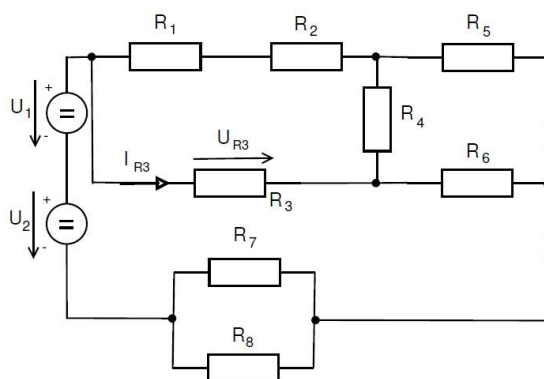 R1 R2 R5
+
U1 =
-
R4
UR3
IR3
R6
R3
+
U2 =
-
R7
R8